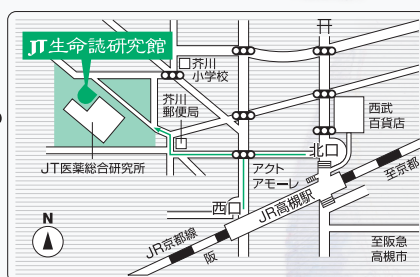 JT生命誌研究館
芥川
小学校
芥川
郵便局
西武
百貨店
JT医薬総合研究所
北口
アクト
アモーレ
西口
JR高槻駅
至京都
N
JR京都線
阪
至阪急
高槻市